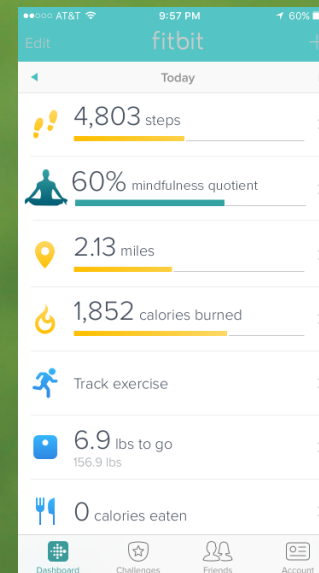 AT&T 9:57 PM 60%
Edit fitbit +
Today
4,803 steps
60% mindfulness quotient
2.13 miles
1,852 calories burned
Track exercise
6.9 lbs to go
156.9 lbs
0 calories eaten
Dashboard Challenges Friends Account